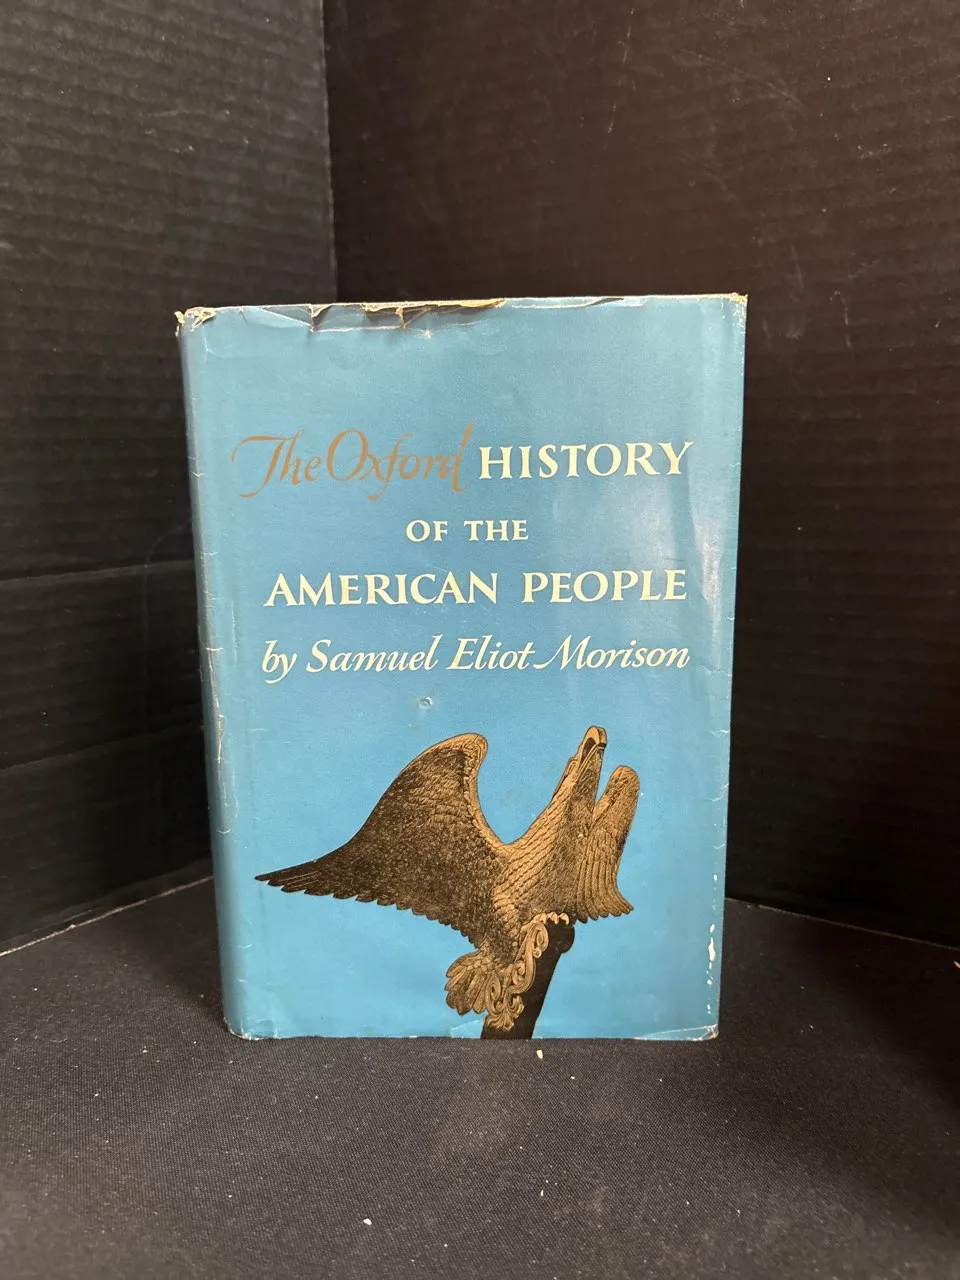 The Oxford HISTORY
OF THE
AMERICAN PEOPLE
by Samuel Eliot Morison